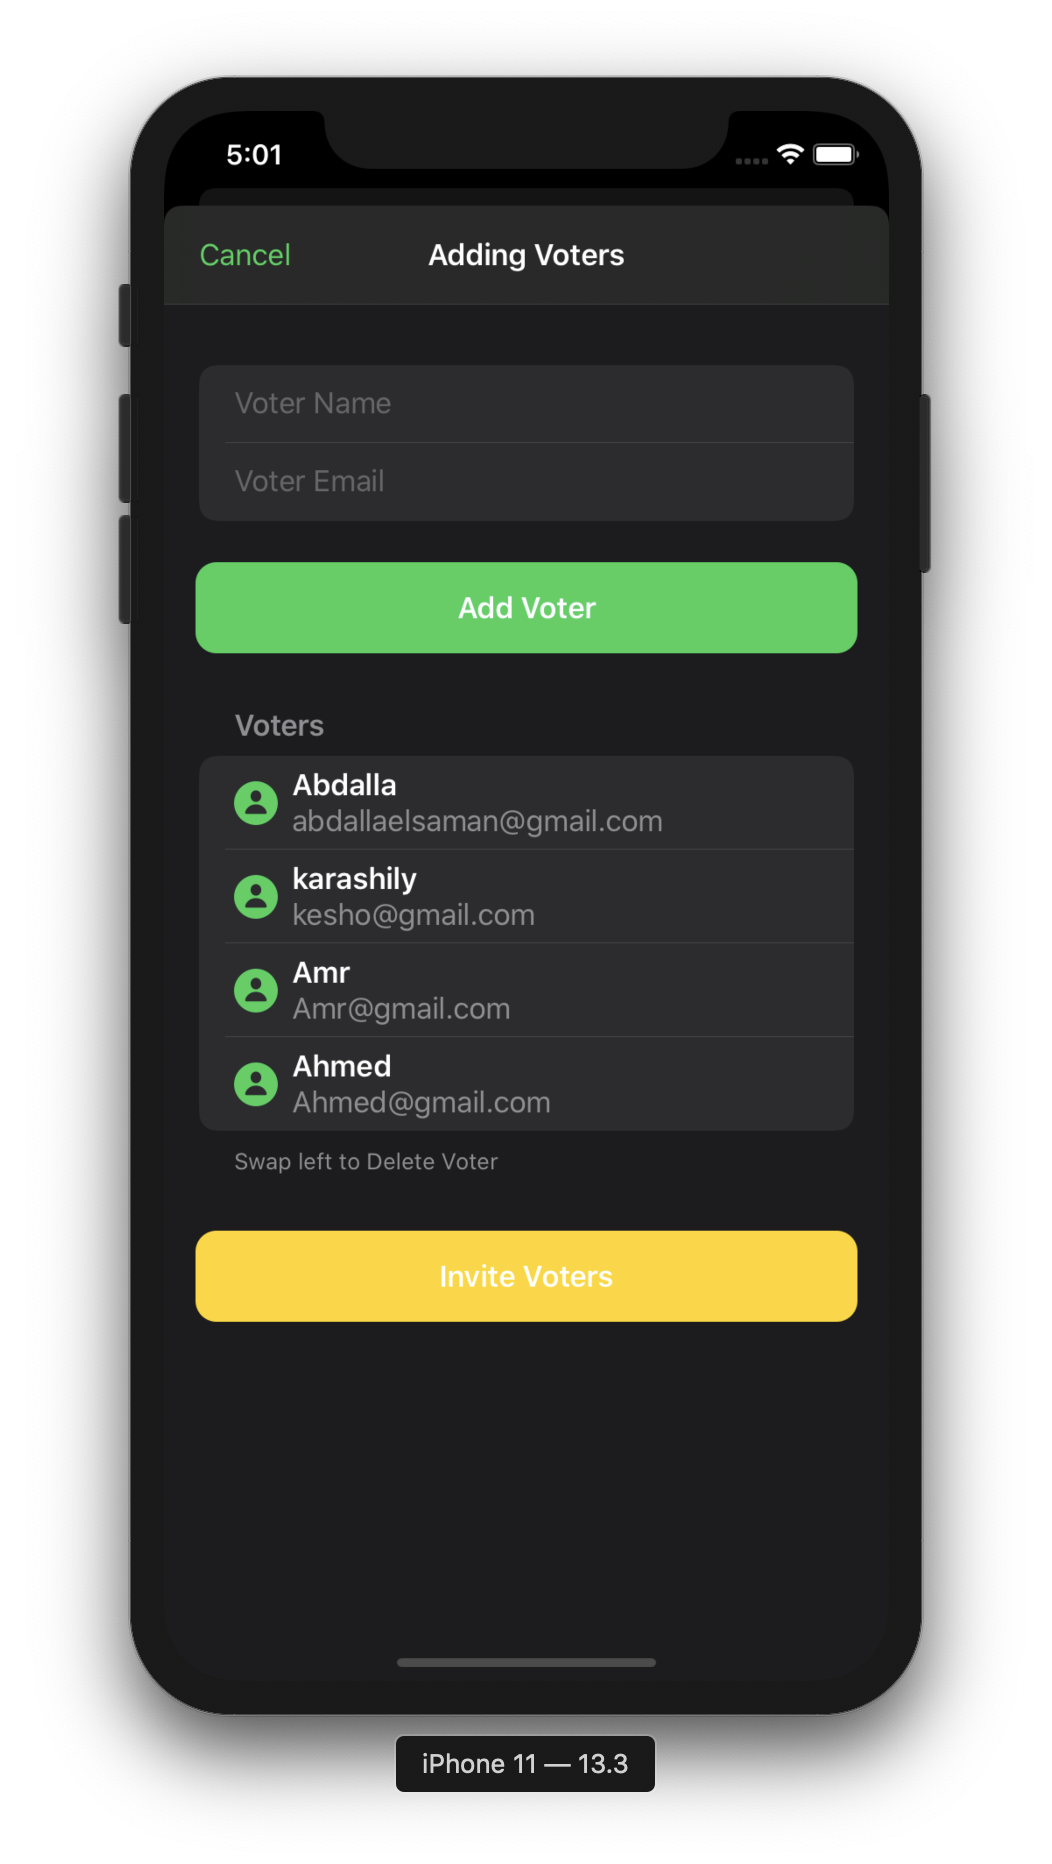 5:01
Cancel
Adding Voters
Voter Name
Voter Email
Add Voter
Voters
Abdalla
abdallaelsaman@gmail.com
karashily
kesho@gmail.com
Amr
Amr@gmail.com
Ahmed
Ahmed@gmail.com
Swap left to Delete Voter
Invite Voters
iPhone 11 — 13.3